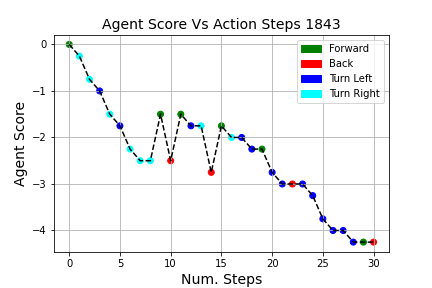 Agent Score Vs Action Steps 1843
Forward
Back
Turn Left
Turn Right
Agent Score
0
−1
−2
−3
−4
0 5 10 15 20 25 30
Num. Steps